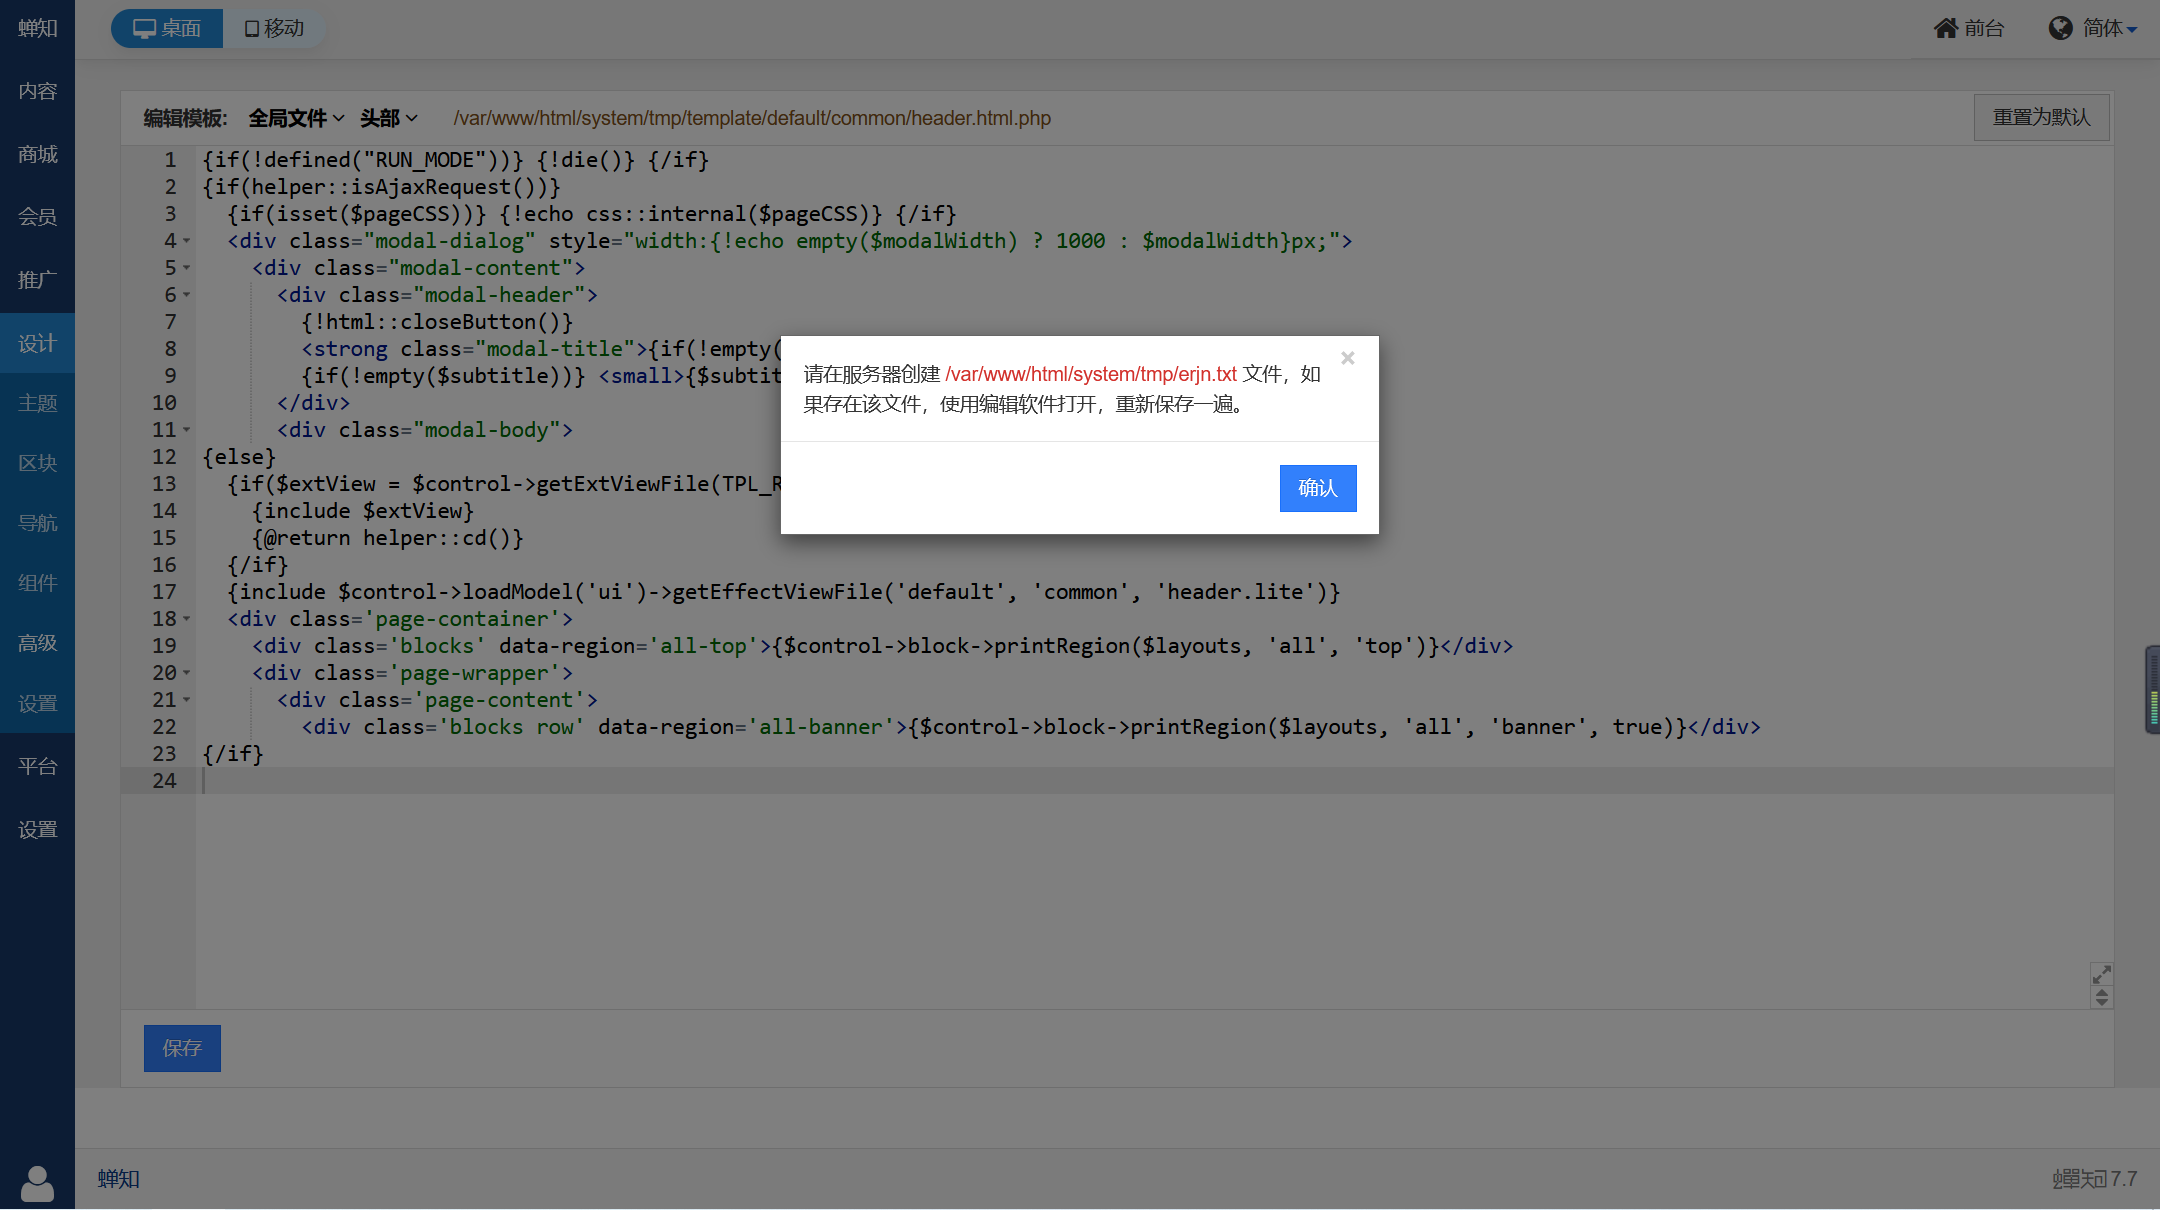 蝉知
桌面
移动
前台
简体
内容
商城
会员
推广
设计
主题
区块
导航
组件
高级
设置
平台
设置
编辑模板:
全局文件
头部
/var/www/html/system/tmp/template/default/common/header.html.php
重置为默认
1 {if(!defined("RUN_MODE"))} {!die()} {/if}
2 {if(helper::isAjaxRequest())}
3 {if(isset($pageCSS))} {!echo css::internal($pageCSS)} {/if}
4 <div class="modal-dialog" style="width:{!echo empty($modalWidth) ? 1000 : $modalWidth}px;">
5 <div class="modal-content">
6 <div class="modal-header">
7 {!html::closeButton()}
8 <strong class="modal-title">{if(!empty(
9 {if(!empty($subtitle))} <small>{$subtit
10 </div>
11 <div class="modal-body">
12 {else}
13 {if($extView = $control->getExtViewFile(TPL_R
14 {include $extView}
15 {@return helper::cd()}
16 {/if}
17 {include $control->loadModel('ui')->getEffectViewFile('default', 'common', 'header.lite')}
18 <div class='page-container'>
19 <div class='blocks' data-region='all-top'>{$control->block->printRegion($layouts, 'all', 'top')}</div>
20 <div class='page-wrapper'>
21 <div class='page-content'>
22 <div class='blocks row' data-region='all-banner'>{$control->block->printRegion($layouts, 'all', 'banner', true)}</div>
23 {/if}
24
请在服务器创建 /var/www/html/system/tmp/erjn.txt 文件，如
果存在该文件，使用编辑软件打开，重新保存一遍。
×
确认
保存
蝉知
蟬知 7.7